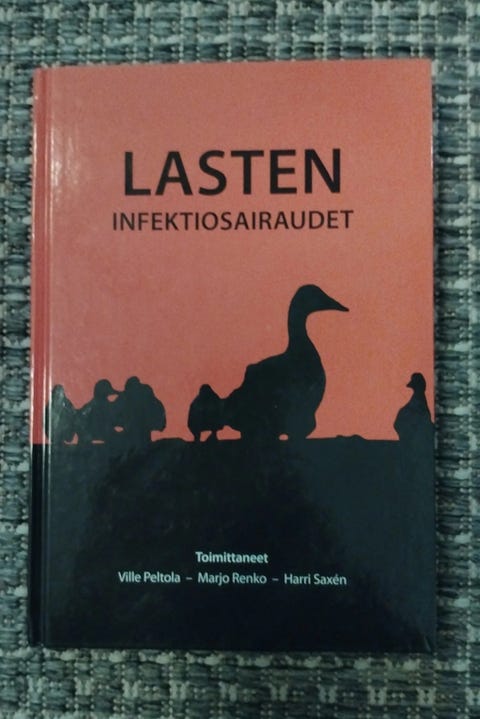 LASTEN
INFEKTIOSAIRAUDET
Toimittaneet
Ville Peltola – Marjo Renko – Harri Saxén